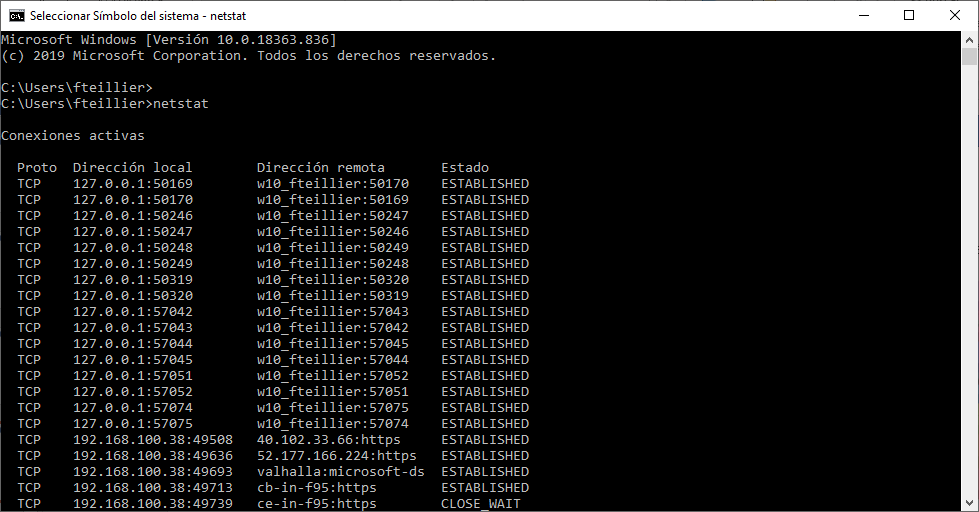 Seleccionar Símbolo del sistema - netstat
Microsoft Windows [Versión 10.0.18363.836]
(c) 2019 Microsoft Corporation. Todos los derechos reservados.
C:\Users\fteillier>
C:\Users\fteillier>netstat
Conexiones activas
Proto Dirección local Dirección remota Estado
TCP 127.0.0.1:50169 w10_fteillier:50170 ESTABLISHED
TCP 127.0.0.1:50170 w10_fteillier:50169 ESTABLISHED
TCP 127.0.0.1:50246 w10_fteillier:50247 ESTABLISHED
TCP 127.0.0.1:50247 w10_fteillier:50246 ESTABLISHED
TCP 127.0.0.1:50248 w10_fteillier:50249 ESTABLISHED
TCP 127.0.0.1:50249 w10_fteillier:50248 ESTABLISHED
TCP 127.0.0.1:50319 w10_fteillier:50320 ESTABLISHED
TCP 127.0.0.1:50320 w10_fteillier:50319 ESTABLISHED
TCP 127.0.0.1:57042 w10_fteillier:57043 ESTABLISHED
TCP 127.0.0.1:57043 w10_fteillier:57042 ESTABLISHED
TCP 127.0.0.1:57044 w10_fteillier:57045 ESTABLISHED
TCP 127.0.0.1:57045 w10_fteillier:57044 ESTABLISHED
TCP 127.0.0.1:57051 w10_fteillier:57052 ESTABLISHED
TCP 127.0.0.1:57052 w10_fteillier:57051 ESTABLISHED
TCP 127.0.0.1:57074 w10_fteillier:57075 ESTABLISHED
TCP 127.0.0.1:57075 w10_fteillier:57074 ESTABLISHED
TCP 192.168.100.38:49508 40.102.33.66:https ESTABLISHED
TCP 192.168.100.38:49636 52.177.166.224:https ESTABLISHED
TCP 192.168.100.38:49693 valhalla:microsoft-ds ESTABLISHED
TCP 192.168.100.38:49713 cb-in-f95:https ESTABLISHED
TCP 192.168.100.38:49739 ce-in-f95:https CLOSE_WAIT